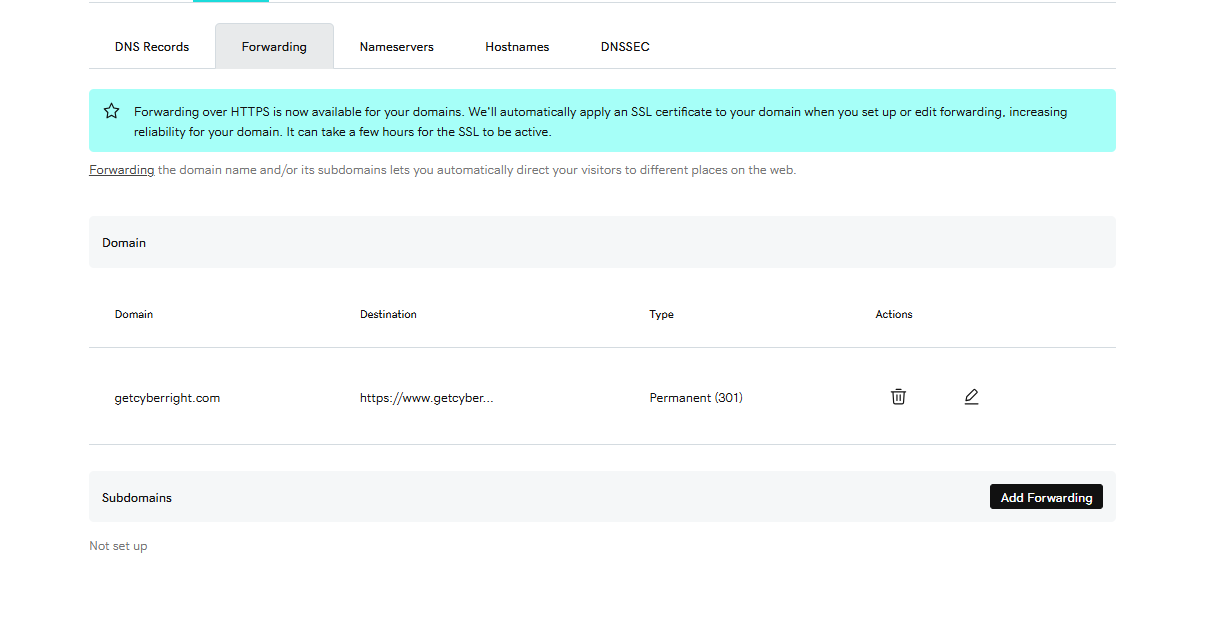 DNS Records Forwarding Nameservers Hostnames DNSSEC
Forwarding over HTTPS is now available for your domains. We'll automatically apply an SSL certificate to your domain when you set up or edit forwarding, increasing
reliability for your domain. It can take a few hours for the SSL to be active.
Forwarding the domain name and/or its subdomains lets you automatically direct your visitors to different places on the web.
Domain
Domain Destination Type Actions
getcyberright.com https://www.getcyber... Permanent (301)
Subdomains Add Forwarding
Not set up